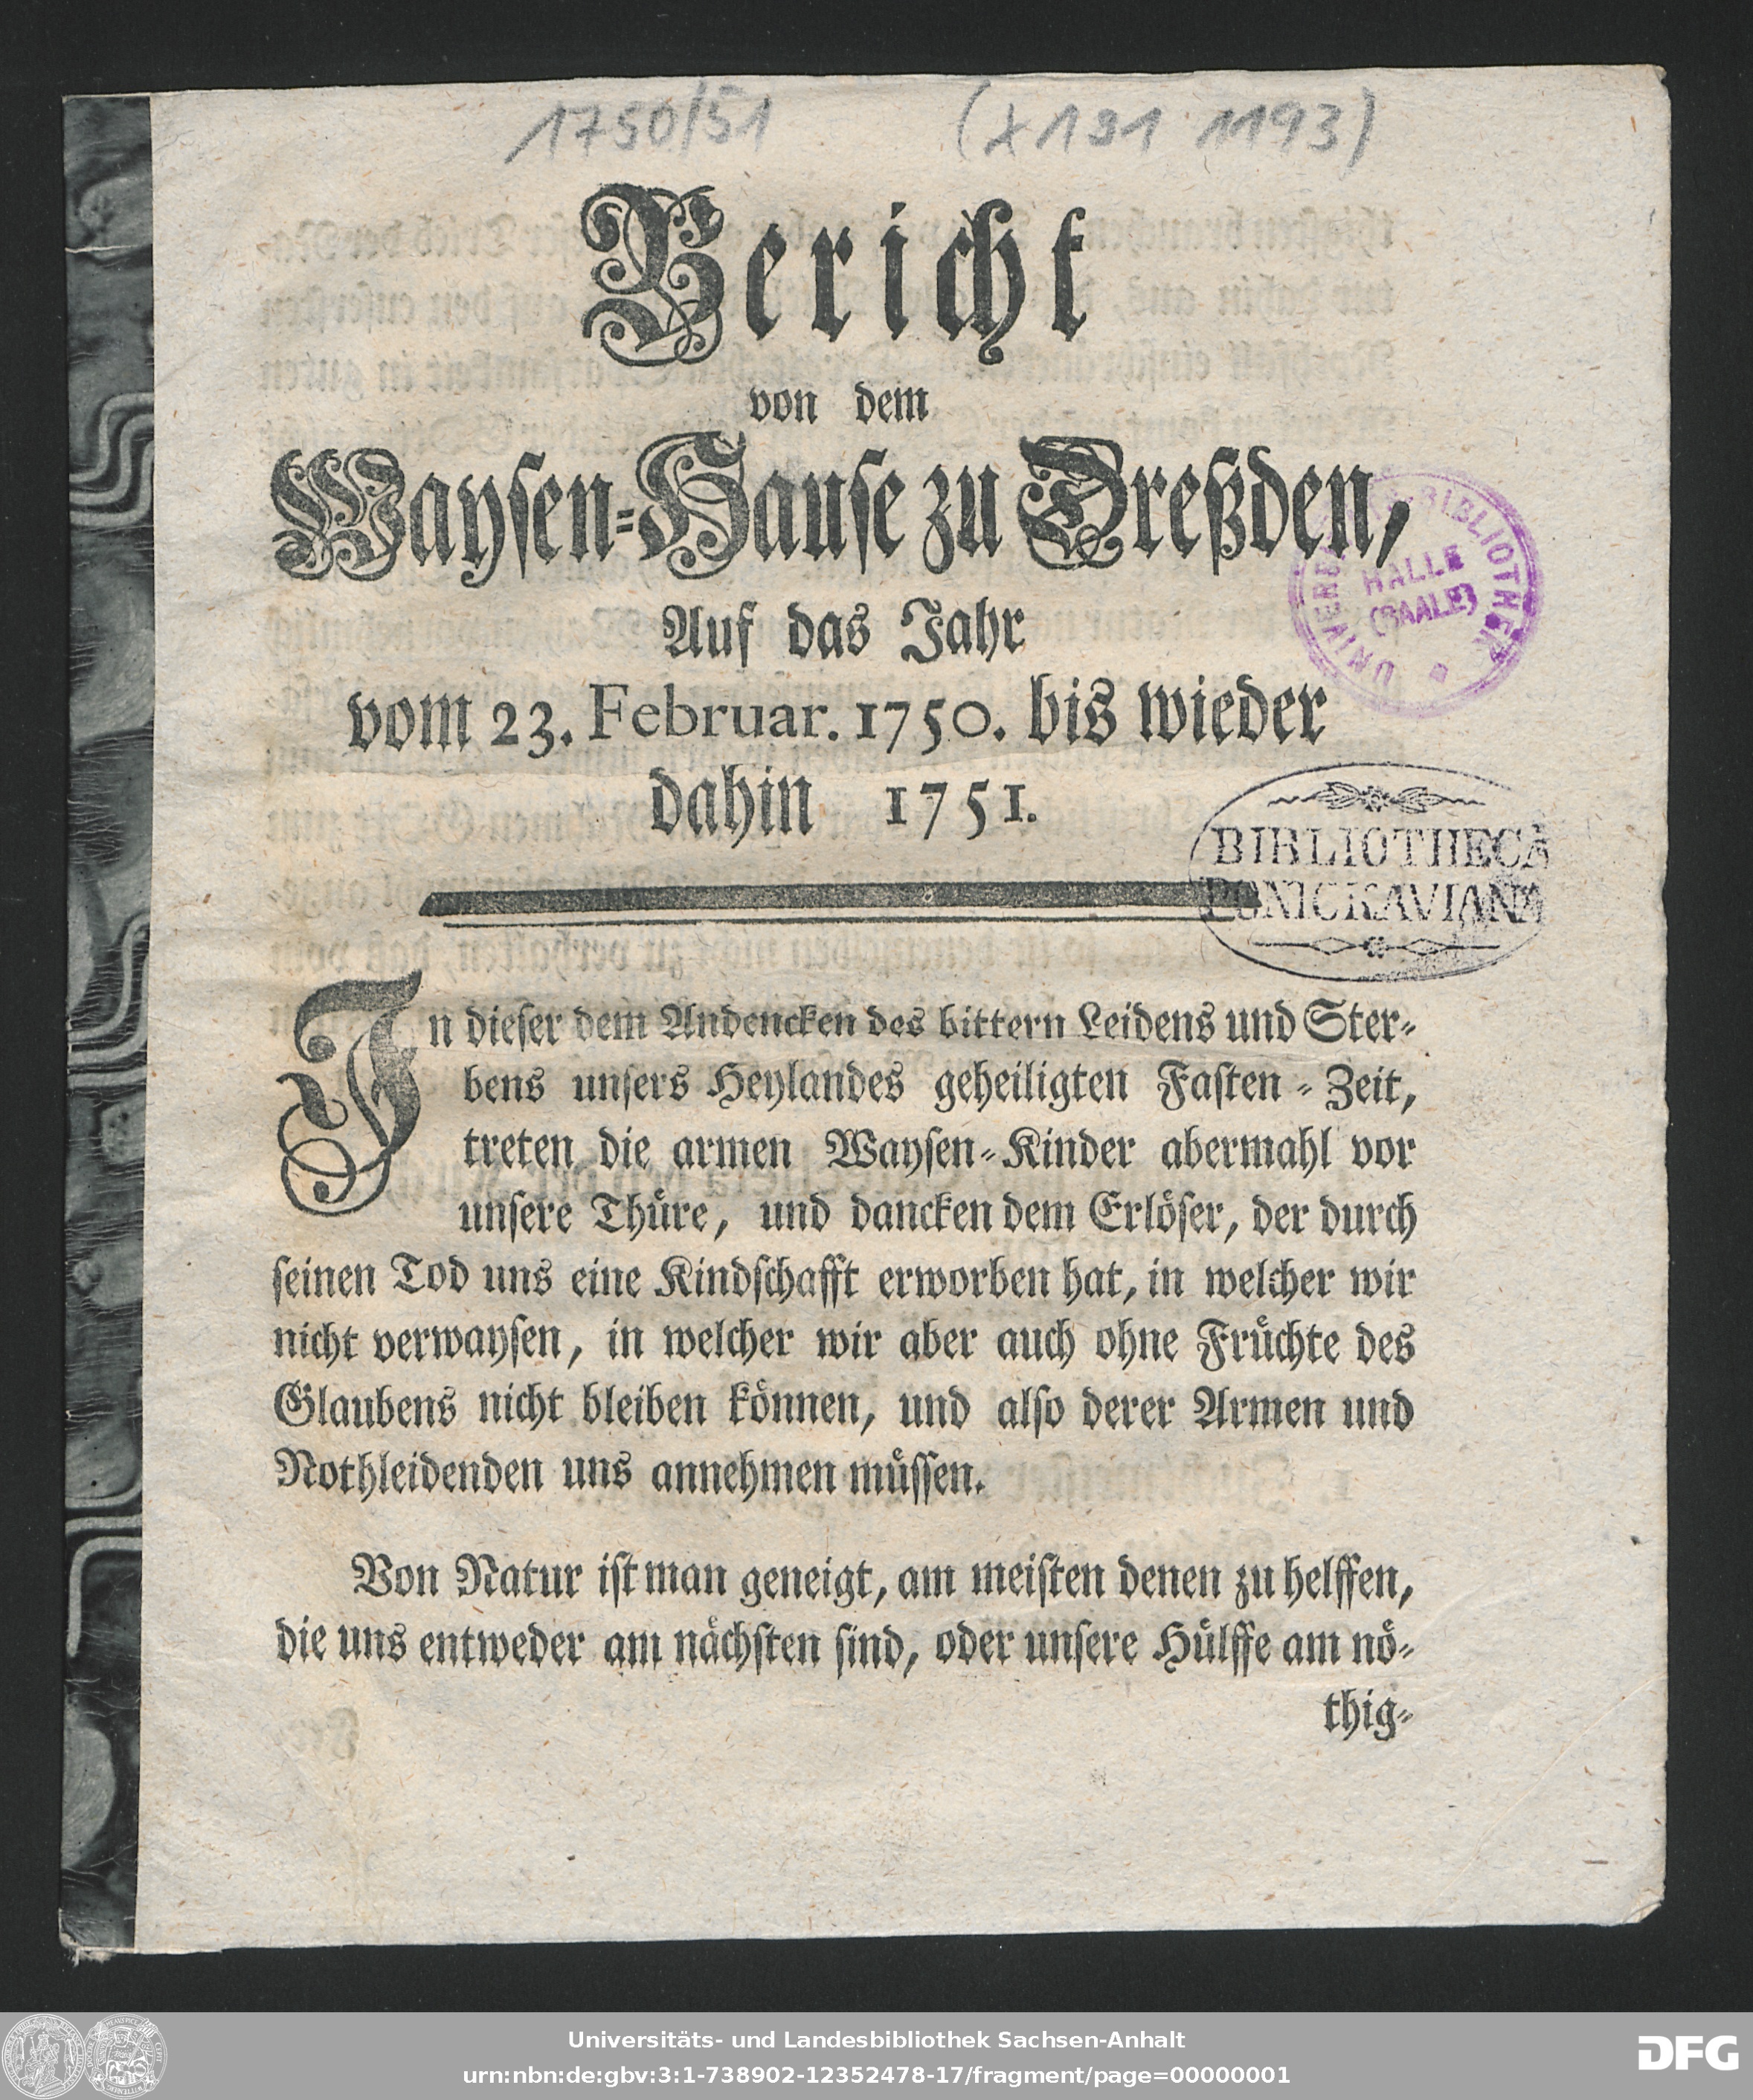 1750/51 (X 191 1193)
Bericht
von dem
Waysen-Hause zu Dreßden,
Auf das Jahr
vom 23. Februar. 1750. bis wieder
dahin 1751.
UNIVERSITÄTS-BIBLIOTHEK
HALLE
(SAALE)
BIBLIOTHECA
PONICKAVIANA
In dieser dem Andencken des bittern Leidens und Ster-
bens unsers Heylandes geheiligten Fasten-Zeit,
treten die armen Waysen-Kinder abermahl vor
unsere Thüre, und dancken dem Erlöser, der durch
seinen Tod uns eine Kindschafft erworben hat, in welcher wir
nicht verwaysen, in welcher wir aber auch ohne Früchte des
Glaubens nicht bleiben können, und also derer Armen und
Nothleidenden uns annehmen müssen.
Von Natur ist man geneigt, am meisten denen zu helffen,
die uns entweder am nächsten sind, oder unsere Hülffe am nö-
thig-
Universitäts- und Landesbibliothek Sachsen-Anhalt
urn:nbn:de:gbv:3:1-738902-12352478-17/fragment/page=00000001
DFG